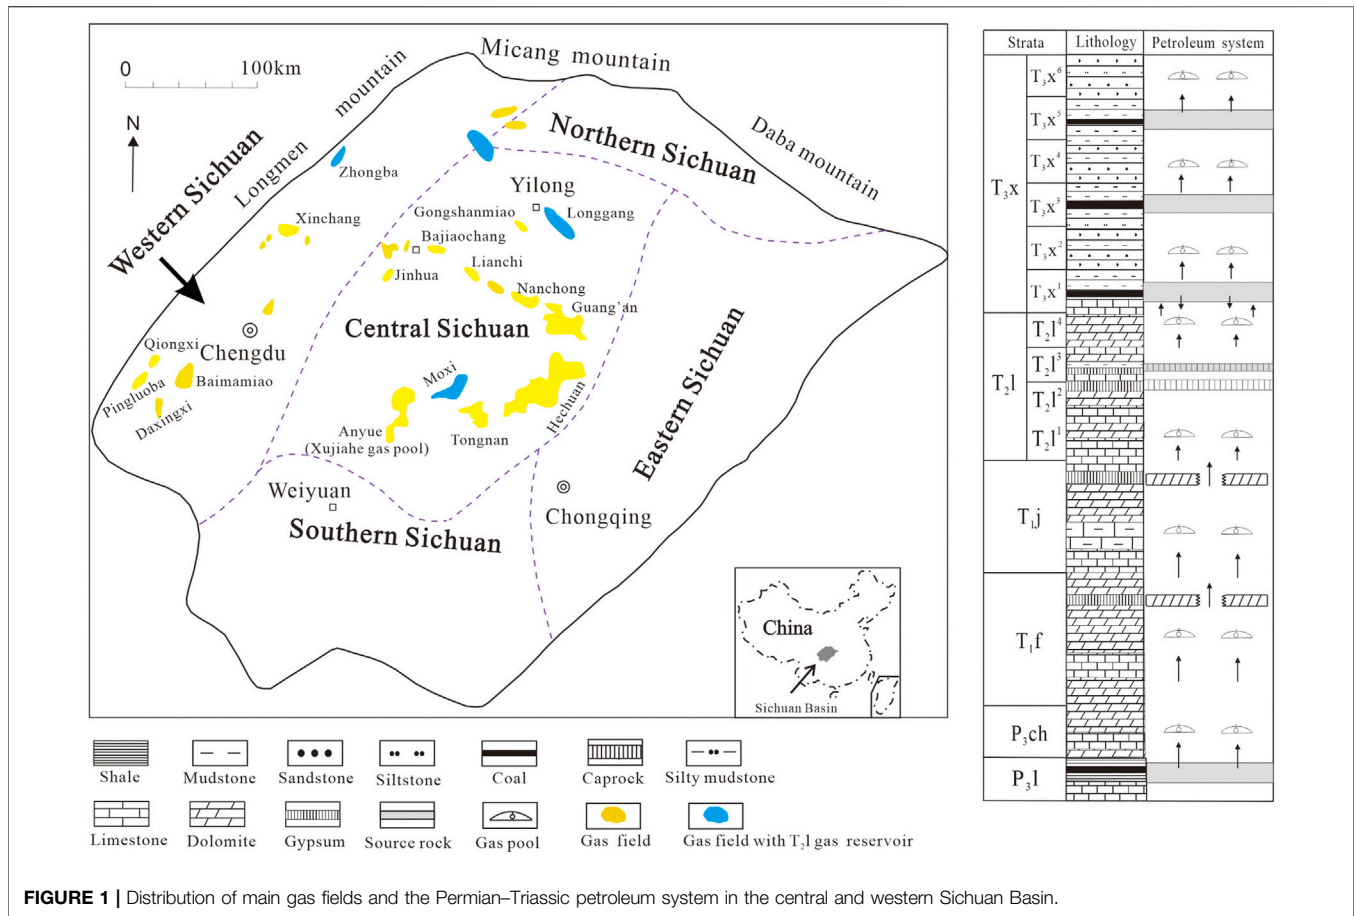 Micang mountain
0 100km
mountain
Longmen
N
Western Sichuan
Northern Sichuan
Daba mountain
Zhongba
Yilong
Xinchang
Gongshanmiao
Longgang
Bajiaochang
Jinhua
Lianchi
Nanchong
Guang'an
Central Sichuan
Chengdu
Qiongxi
Pingluoba
Baimamiao
Daxingxi
Moxi
Anyue
(Xujiahe gas pool)
Tongnan
Hechuan
Eastern Sichuan
Weiyuan
Southern Sichuan
Chongqing
China
Sichuan Basin
Strata Lithology Petroleum system
T₃x
T₃x⁶
T₃x⁵
T₃x⁴
T₃x³
T₃x²
T₃x¹
T₂l
T₂l⁴
T₂l³
T₂l²
T₂l¹
T₁j
T₁f
P₃ch
P₃l
Shale Mudstone Sandstone Siltstone Coal Caprock Silty mudstone
Limestone Dolomite Gypsum Source rock Gas pool Gas field Gas field with T₂l gas reservoir
FIGURE 1 | Distribution of main gas fields and the Permian–Triassic petroleum system in the central and western Sichuan Basin.